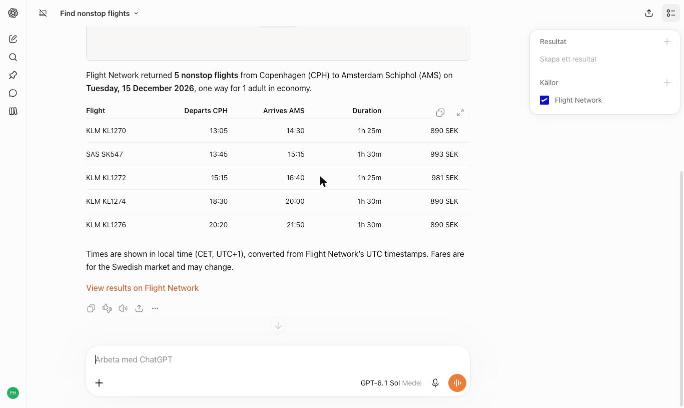 Find nonstop flights
Resultat
Skapa ett resultat
Källor
Flight Network
Flight Network returned 5 nonstop flights from Copenhagen (CPH) to Amsterdam Schiphol (AMS) on
Tuesday, 15 December 2026, one way for 1 adult in economy.
Flight Departs CPH Arrives AMS Duration
KLM KL1270 13:05 14:30 1h 25m 890 SEK
SAS SK547 13:45 15:15 1h 30m 993 SEK
KLM KL1272 15:15 16:40 1h 25m 981 SEK
KLM KL1274 18:30 20:00 1h 30m 890 SEK
KLM KL1276 20:20 21:50 1h 30m 890 SEK
Times are shown in local time (CET, UTC+1), converted from Flight Network's UTC timestamps. Fares are
for the Swedish market and may change.
View results on Flight Network
Arbeta med ChatGPT
GPT-6.1 Sol Medel